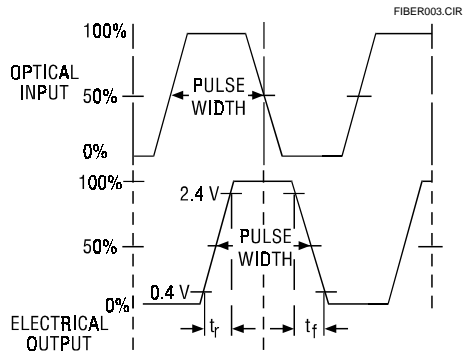 FIBER003.CIR
100%
OPTICAL
INPUT
50%
PULSE
WIDTH
0%
100%
2.4 V
50%
PULSE
WIDTH
0.4 V
0%
ELECTRICAL
OUTPUT
tr
tf